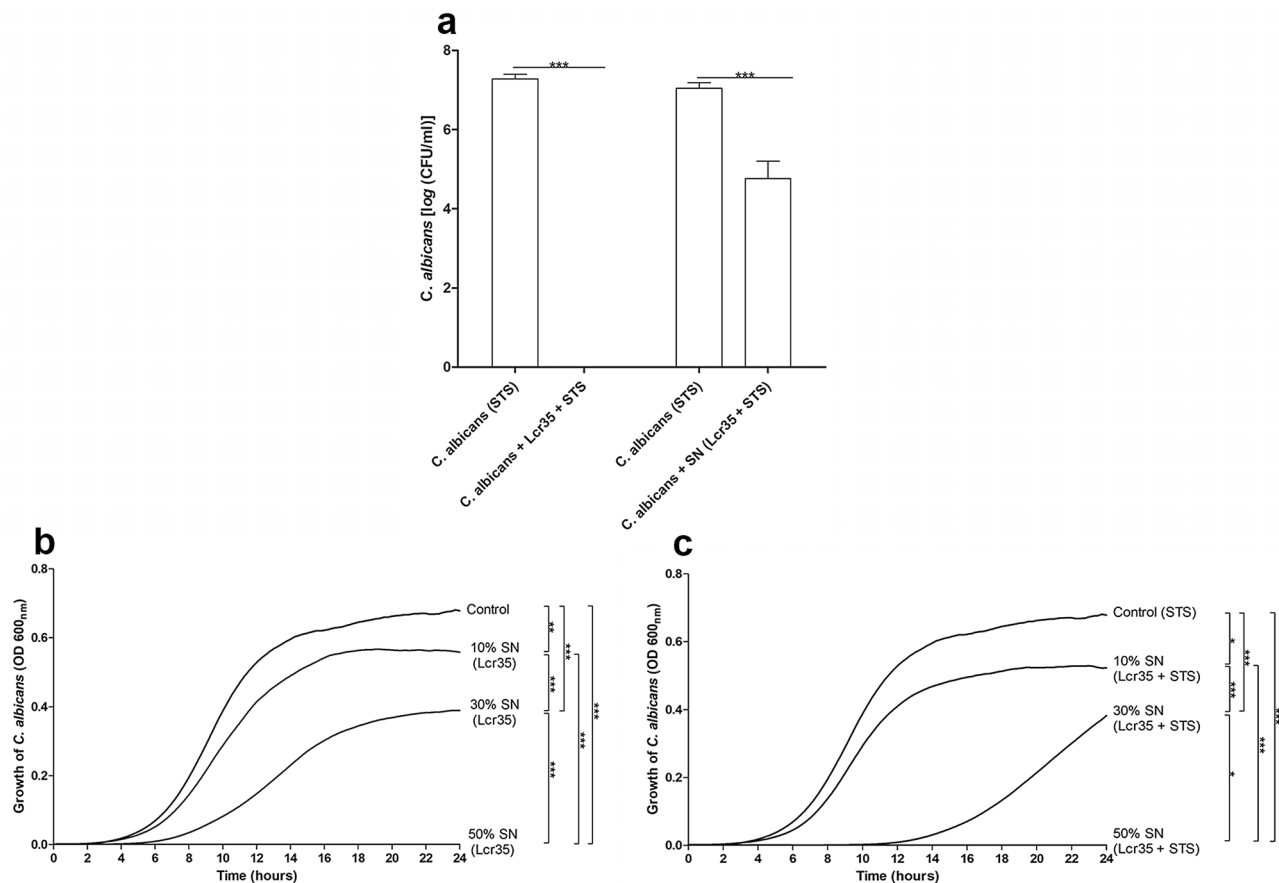 a
8
6
4
2
0
C. albicans [log (CFU/ml)]
***
***
C. albicans (STS)
C. albicans + Lcr35 + STS
C. albicans (STS)
C. albicans + SN (Lcr35 + STS)
b
0.8
0.6
0.4
0.2
0.0
Growth of C. albicans (OD 600nm)
0 2 4 6 8 10 12 14 16 18 20 22 24
Time (hours)
Control
10% SN
(Lcr35)
30% SN
(Lcr35)
50% SN
(Lcr35)
**
***
***
***
***
***
c
0.8
0.6
0.4
0.2
0.0
Growth of C. albicans (OD 600nm)
0 2 4 6 8 10 12 14 16 18 20 22 24
Time (hours)
Control (STS)
10% SN
(Lcr35 + STS)
30% SN
(Lcr35 + STS)
50% SN
(Lcr35 + STS)
*
***
*
***
***
***